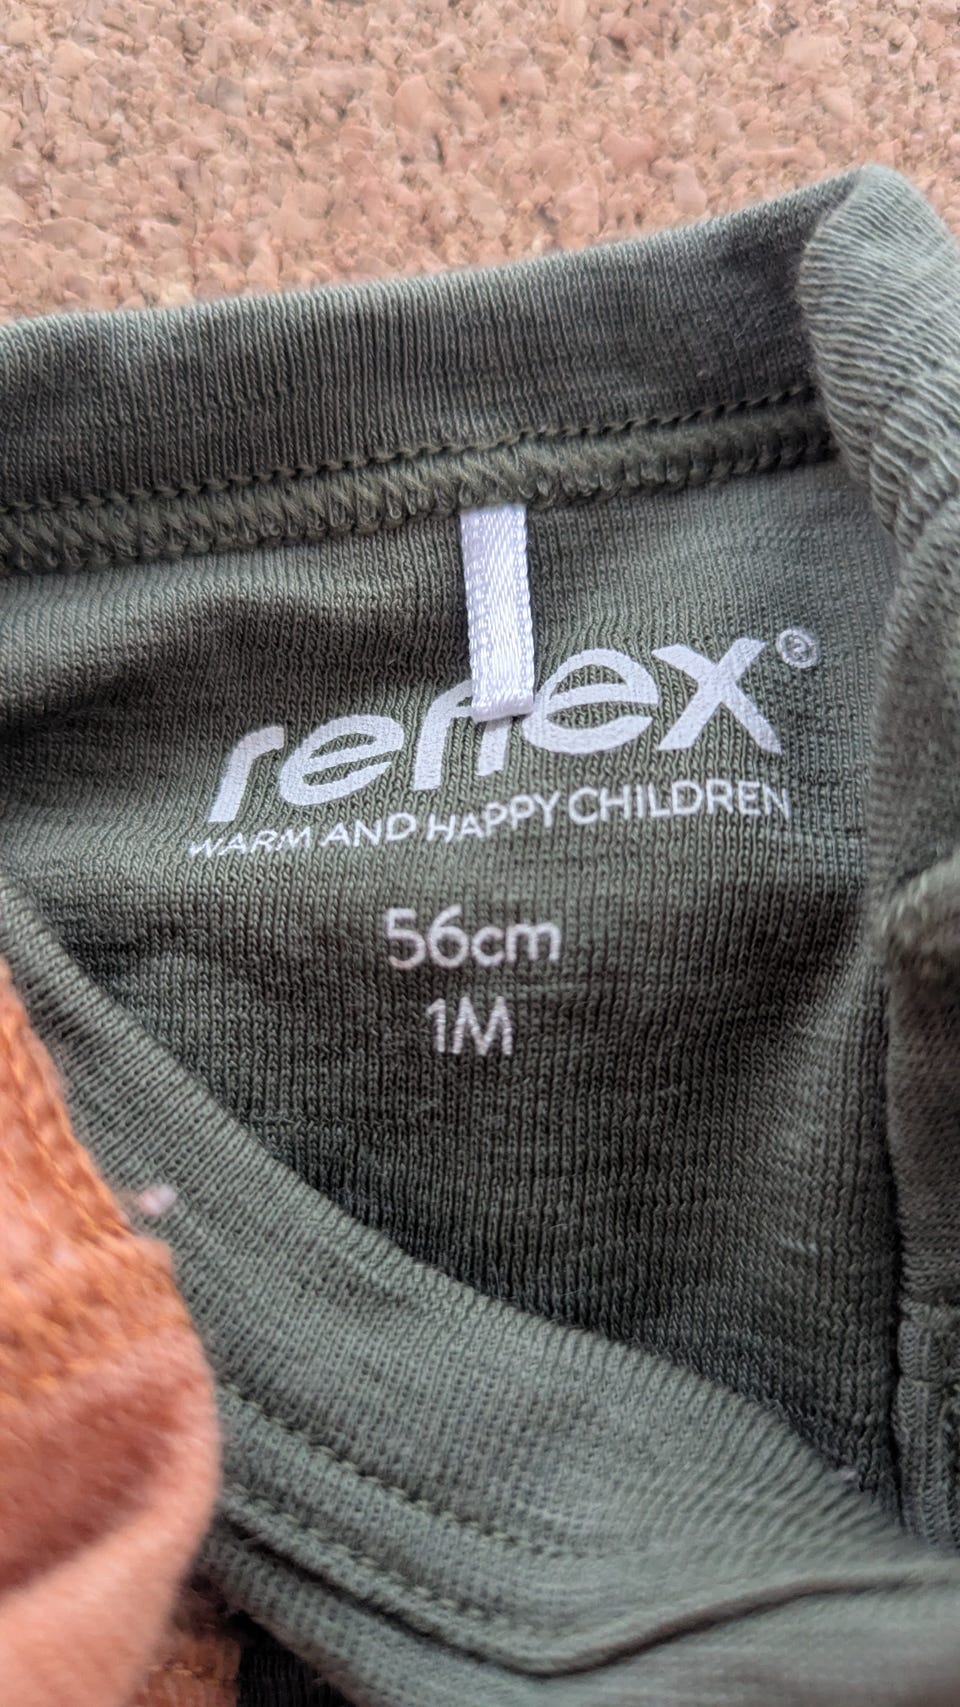 reflex®
WARM AND HAPPY CHILDREN
56cm
1M